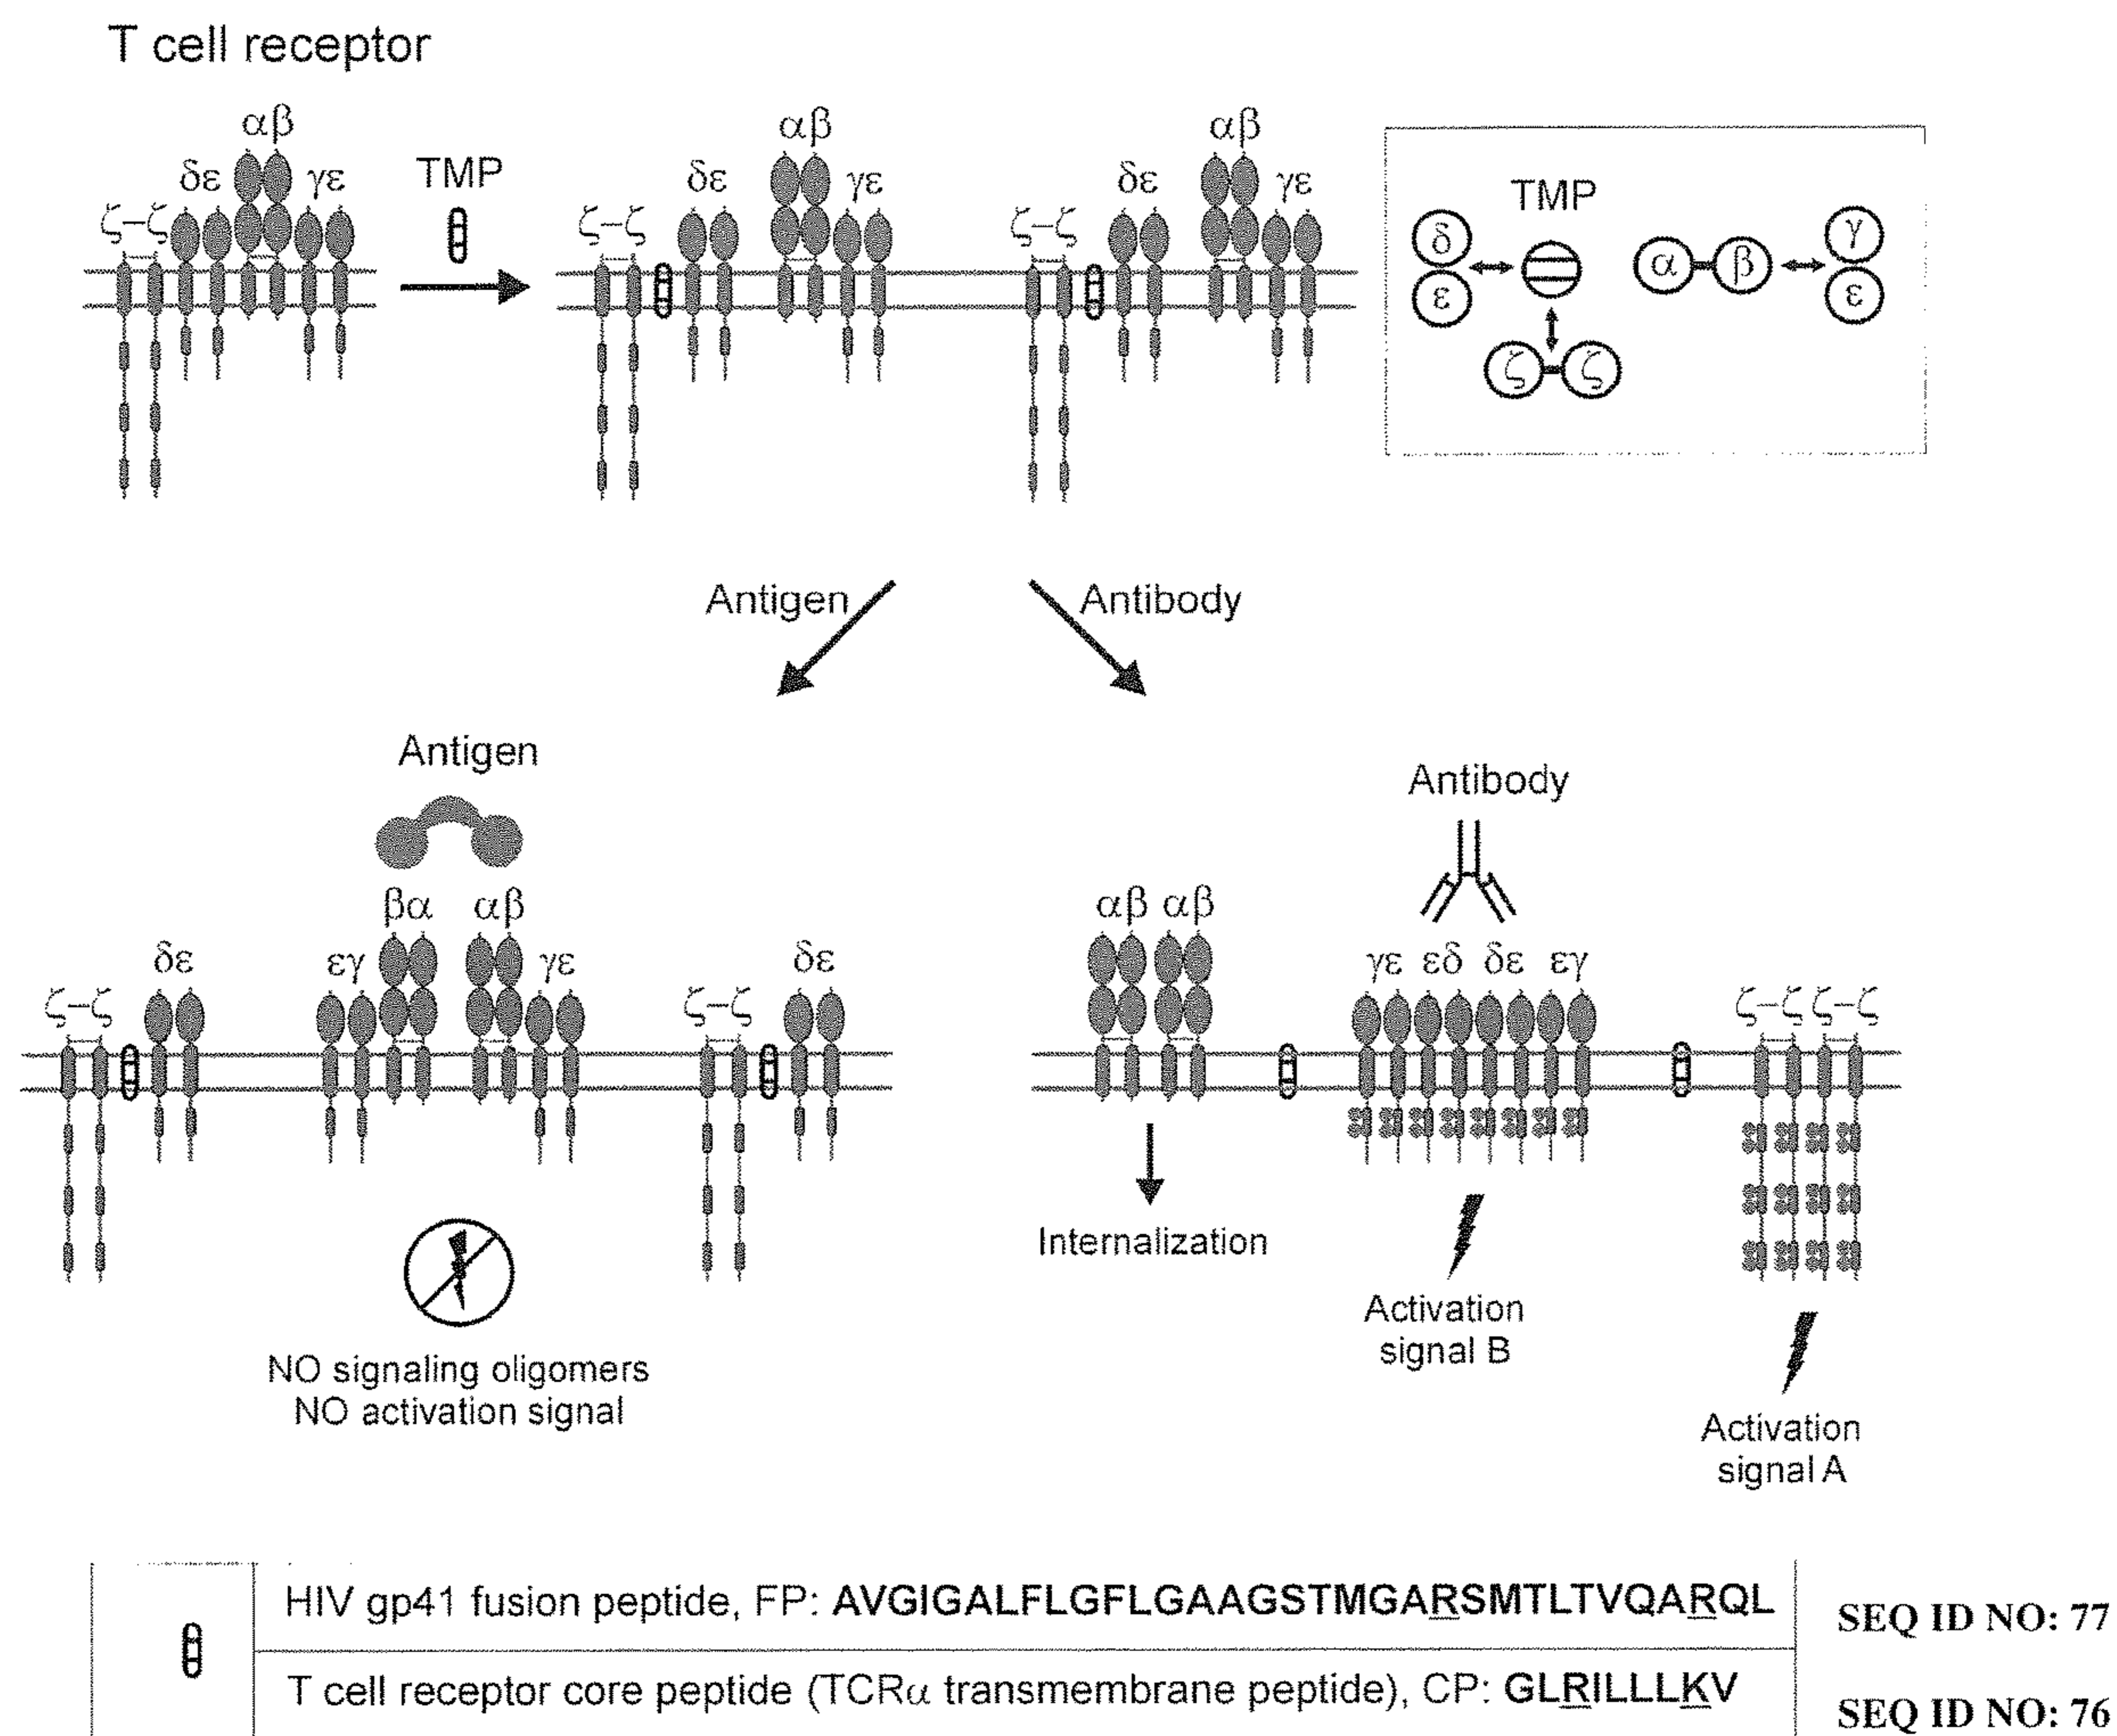 T cell receptor
αβ
δε
γε
ζ–ζ
TMP
αβ
δε
γε
ζ–ζ
αβ
δε
γε
ζ–ζ
TMP
δ
ε
α
β
γ
ε
ζ
ζ
Antigen
Antibody
Antigen
βα
αβ
δε
εγ
γε
δε
ζ–ζ
ζ–ζ
NO signaling oligomers
NO activation signal
Antibody
αβ
αβ
γε
εδ
δε
εγ
ζ–ζ
ζ–ζ
Internalization
Activation
signal B
Activation
signal A
HIV gp41 fusion peptide, FP: AVGIGALFLGFLGAAGSTMGARSMTLTVQARQL
SEQ ID NO: 77
T cell receptor core peptide (TCRα transmembrane peptide), CP: GLRILLLKV
SEQ ID NO: 76